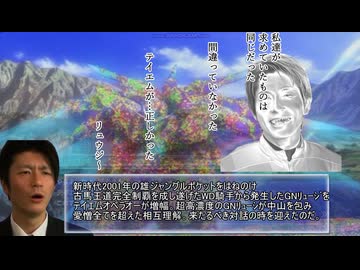 私達が
求めていたものは
同じだった
間違っていなかった
テイエムが…正しかった
リュウジ～
新時代2001年の雄ジャングルポケットをはねのけ
古馬王道完全制覇を成し遂げたWD騎手から発生したGNリュージを
テイエムオペラオーが増幅。超高濃度のGNリュージが中山を包み
愛憎全てを超えた相互理解。来たるべき対話の時を迎えたのだ。